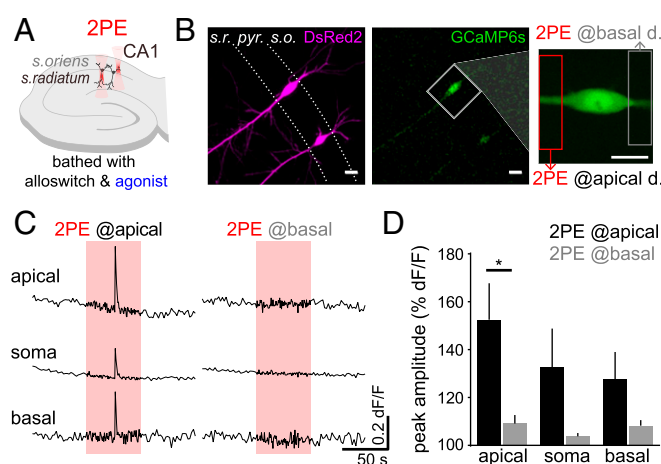 A
2PE
CA1
s.oriens
s.radiatum
bathed with
alloswitch & agonist
B
s.r. pyr. s.o. DsRed2
GCaMP6s
2PE @basal d.
2PE @apical d.
C
2PE @apical 2PE @basal
apical
soma
basal
0.2 dF/F
50 s
D
2PE @apical
2PE @basal
peak amplitude (% dF/F)
180
160
140
120
100
*
apical soma basal